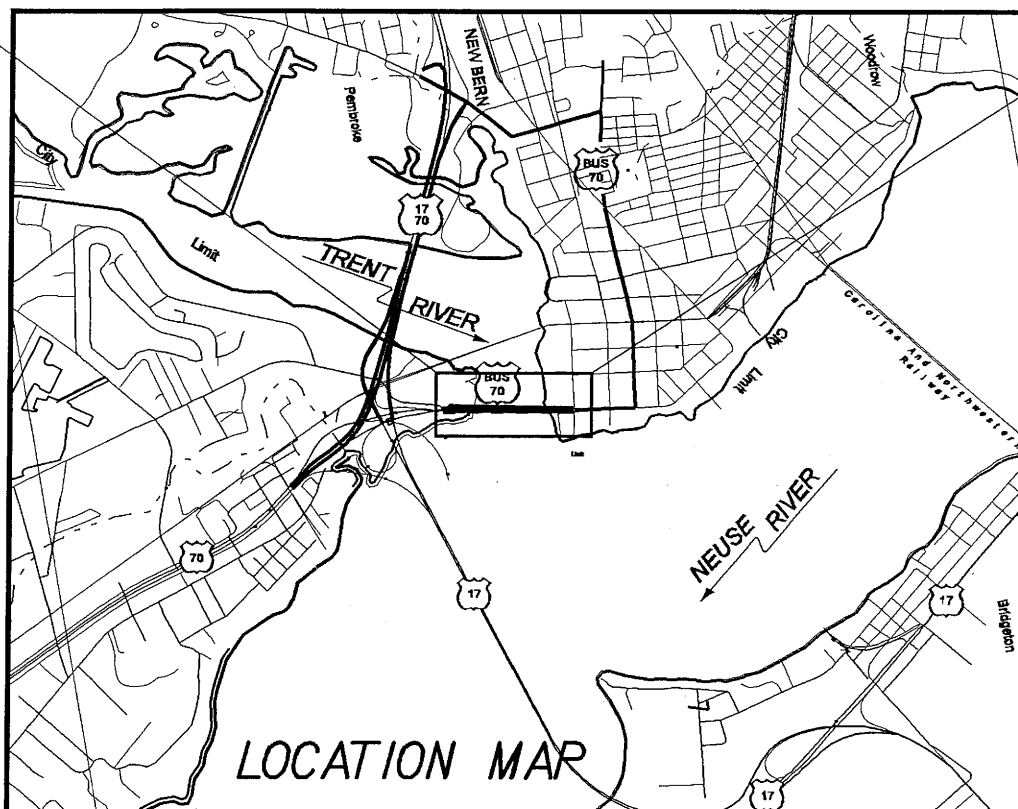 NEW BERN
Woodrow
Pembroke
City
BUS
70
17
70
Limit
TRENT
RIVER
Carolina And Northwestern
Railway
City
Limit
BUS
70
Limit
NEUSE RIVER
70
17
17
Bridgeton
LOCATION MAP
17